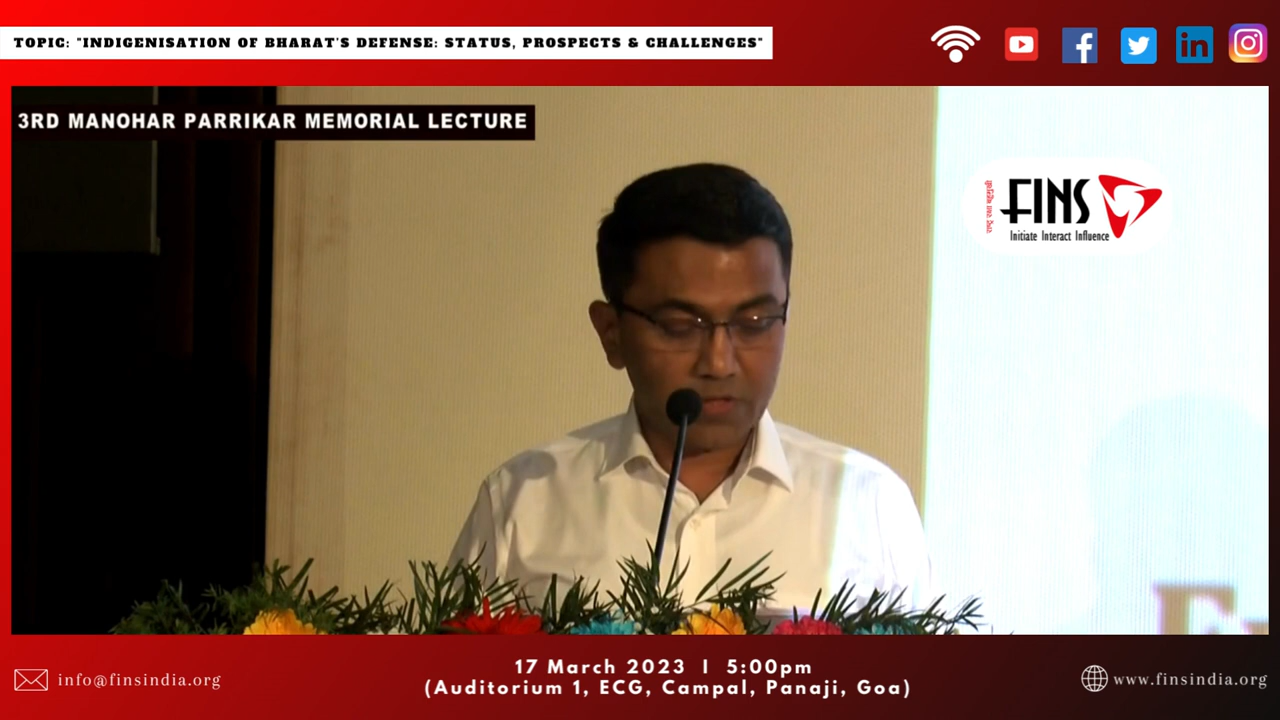 TOPIC: "INDIGENISATION OF BHARAT'S DEFENSE: STATUS, PROSPECTS & CHALLENGES"
3RD MANOHAR PARRIKAR MEMORIAL LECTURE
FINS
Initiate Interact Influence
17 March 2023 | 5:00pm
(Auditorium 1, ECG, Campal, Panaji, Goa)
info@finsindia.org
www.finsindia.org